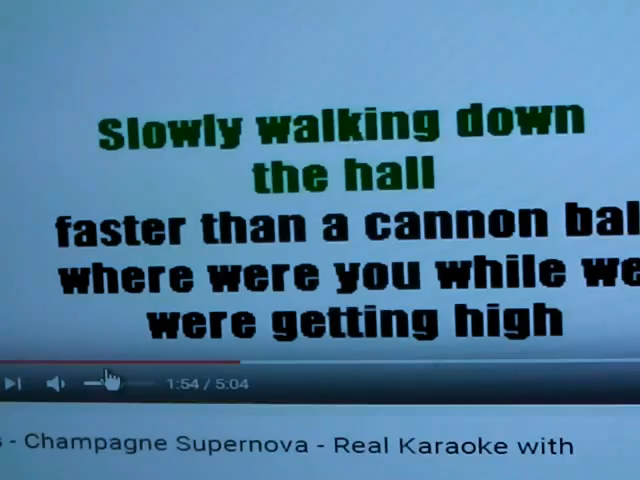 Slowly walking down
the hall
faster than a cannon bal
where were you while we
were getting high
1:54 / 5:04
- Champagne Supernova - Real Karaoke with